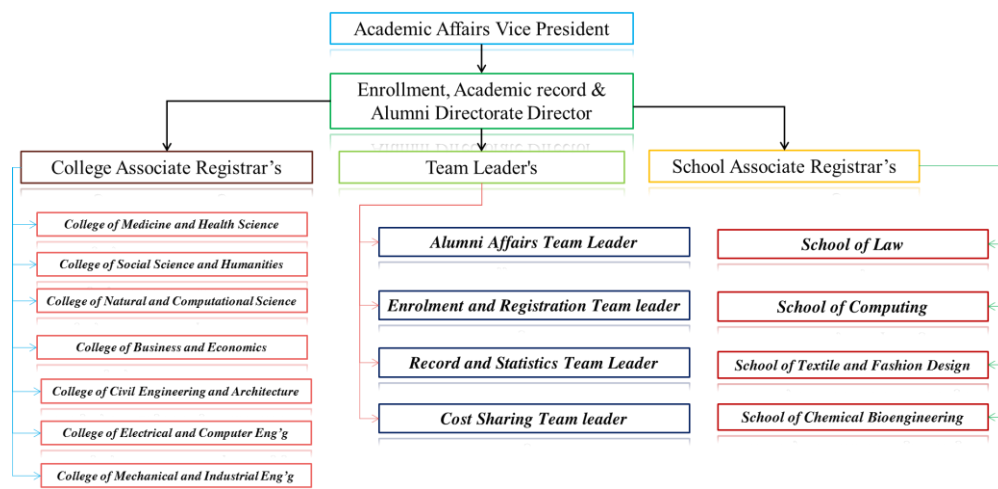 Academic Affairs Vice President
Enrollment, Academic record &
Alumni Directorate Director
College Associate Registrar’s
Team Leader's
School Associate Registrar’s
College of Medicine and Health Science
College of Social Science and Humanities
College of Natural and Computational Science
College of Business and Economics
College of Civil Engineering and Architecture
College of Electrical and Computer Eng’g
College of Mechanical and Industrial Eng’g
Alumni Affairs Team Leader
Enrolment and Registration Team leader
Record and Statistics Team Leader
Cost Sharing Team leader
School of Law
School of Computing
School of Textile and Fashion Design
School of Chemical Bioengineering